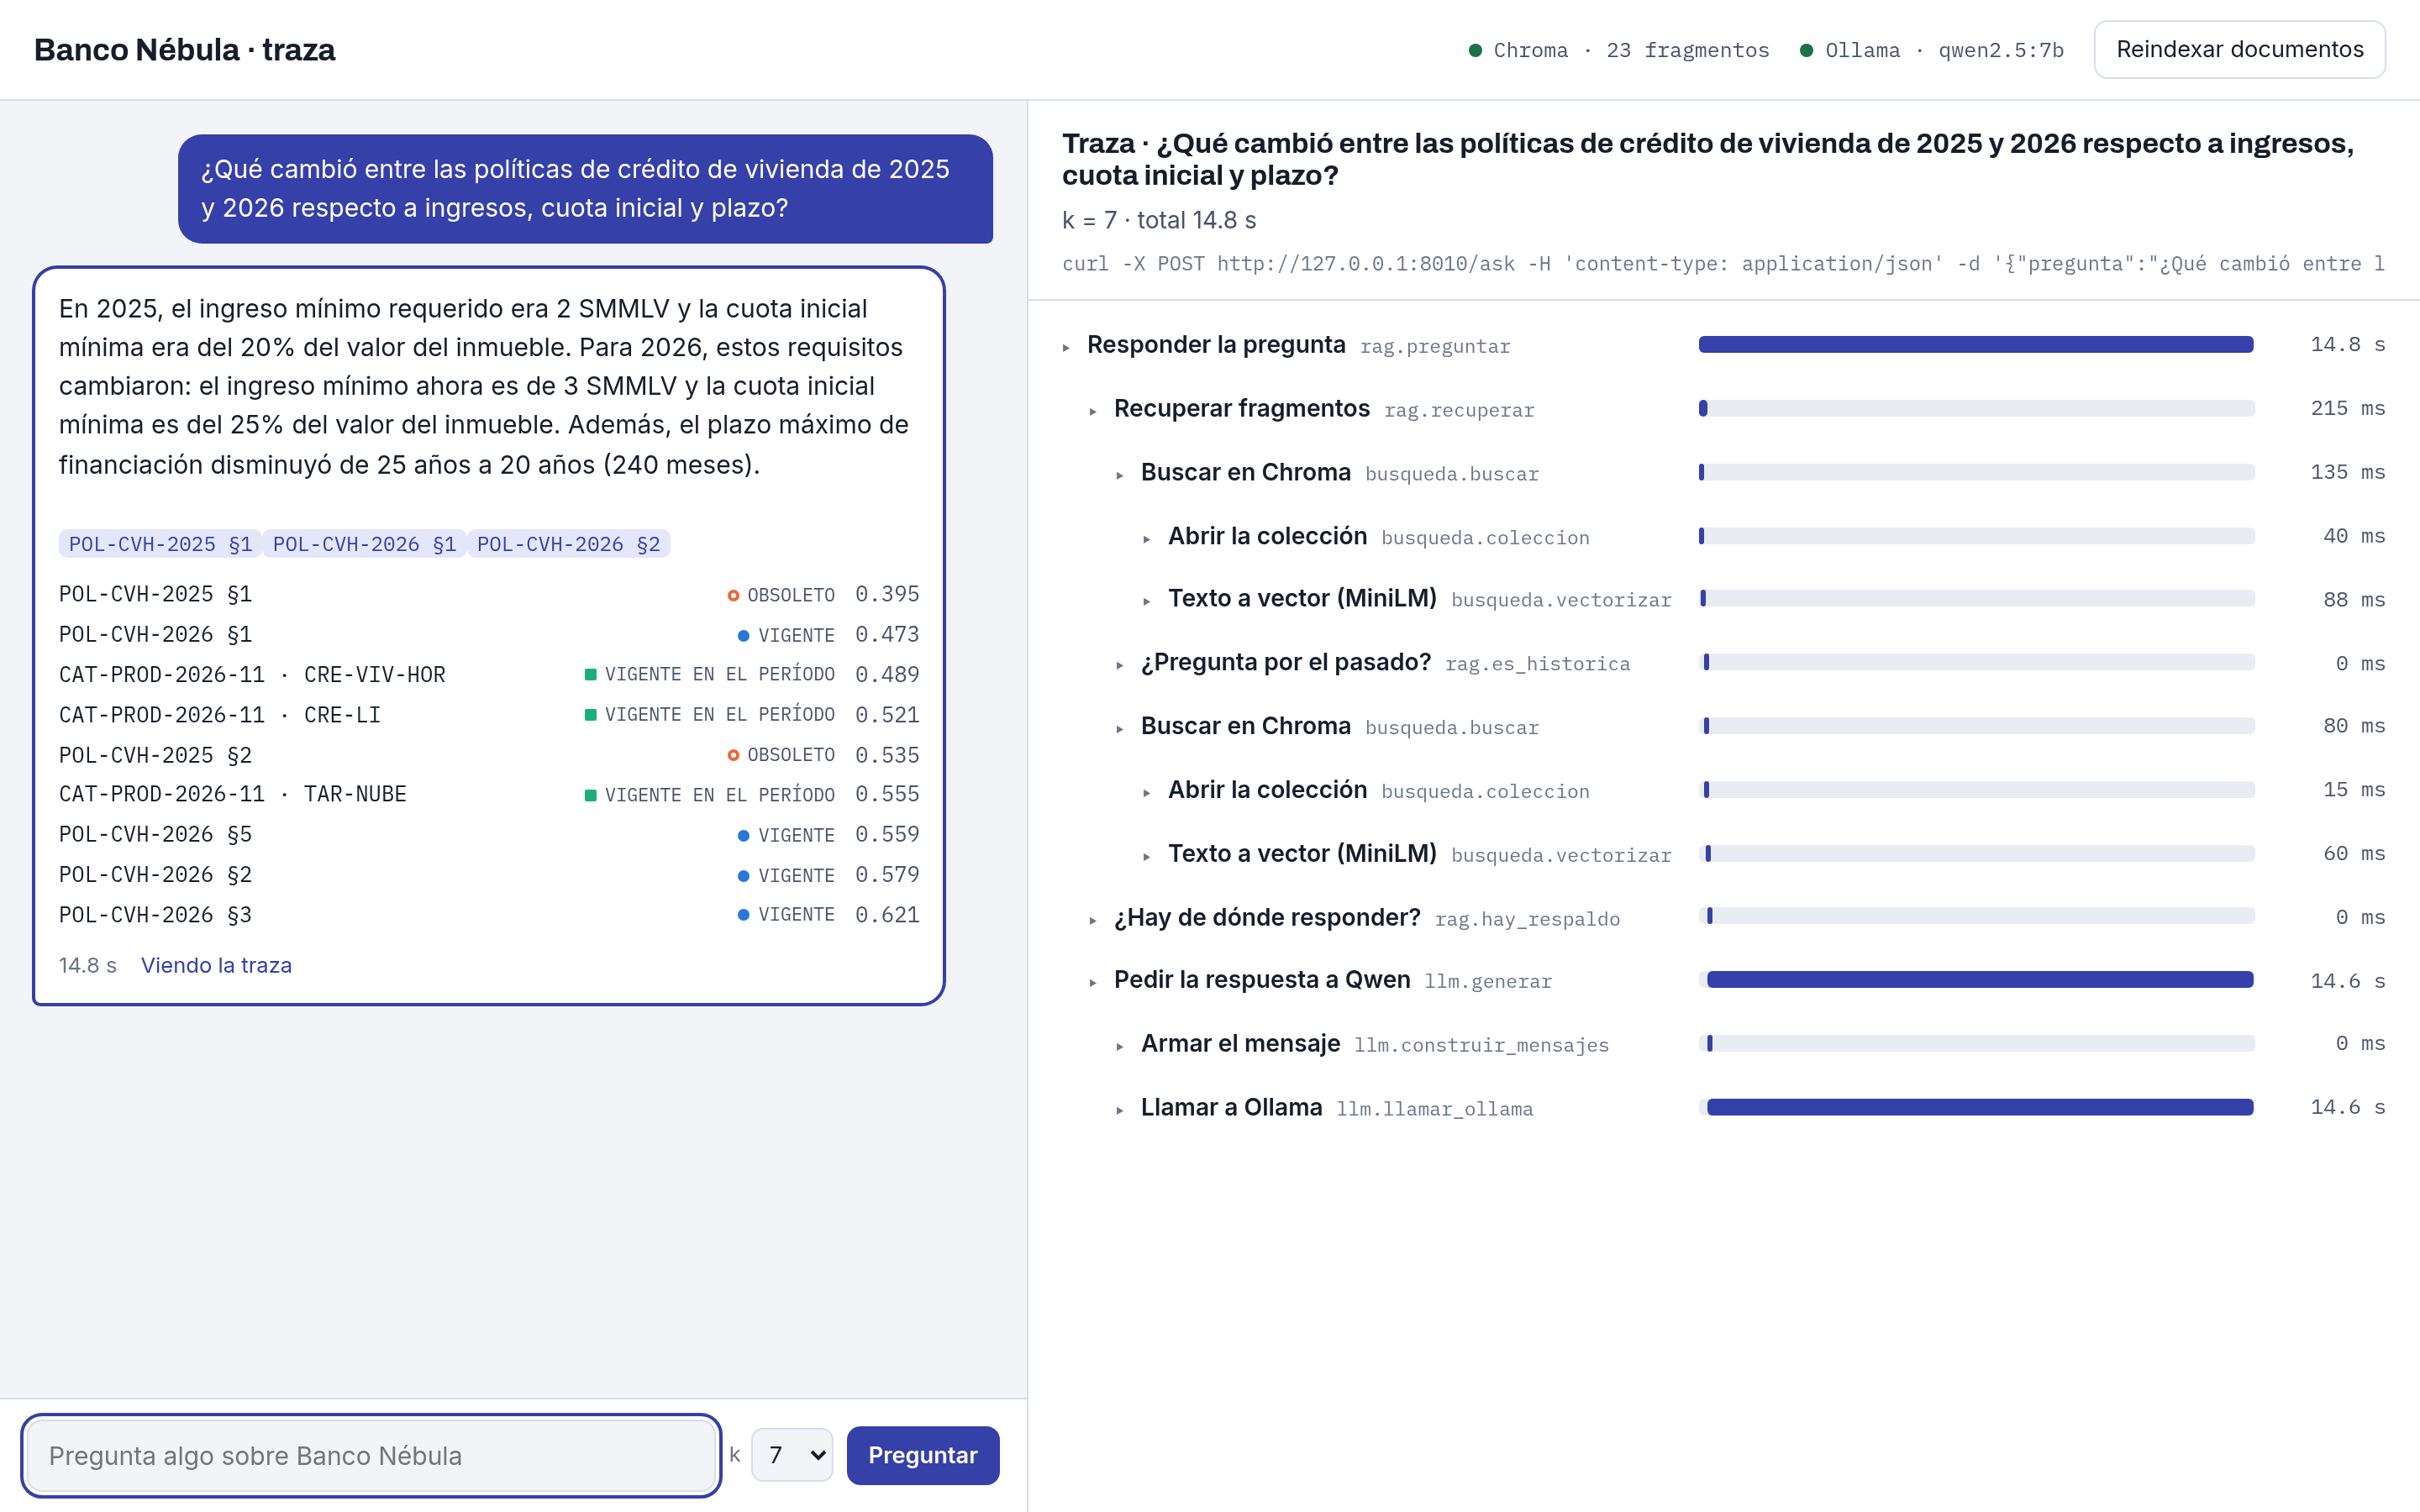 Banco Nébula · traza
Chroma · 23 fragmentos
Ollama · qwen2.5:7b
Reindexar documentos
¿Qué cambió entre las políticas de crédito de vivienda de 2025
y 2026 respecto a ingresos, cuota inicial y plazo?
En 2025, el ingreso mínimo requerido era 2 SMMLV y la cuota inicial
mínima era del 20% del valor del inmueble. Para 2026, estos requisitos
cambiaron: el ingreso mínimo ahora es de 3 SMMLV y la cuota inicial
mínima es del 25% del valor del inmueble. Además, el plazo máximo de
financiación disminuyó de 25 años a 20 años (240 meses).
POL-CVH-2025 §1 POL-CVH-2026 §1 POL-CVH-2026 §2
POL-CVH-2025 §1 OBSOLETO 0.395
POL-CVH-2026 §1 VIGENTE 0.473
CAT-PROD-2026-11 · CRE-VIV-HOR VIGENTE EN EL PERÍODO 0.489
CAT-PROD-2026-11 · CRE-LI VIGENTE EN EL PERÍODO 0.521
POL-CVH-2025 §2 OBSOLETO 0.535
CAT-PROD-2026-11 · TAR-NUBE VIGENTE EN EL PERÍODO 0.555
POL-CVH-2026 §5 VIGENTE 0.559
POL-CVH-2026 §2 VIGENTE 0.579
POL-CVH-2026 §3 VIGENTE 0.621
14.8 s Viendo la traza
Pregunta algo sobre Banco Nébula
k 7 Preguntar
Traza · ¿Qué cambió entre las políticas de crédito de vivienda de 2025 y 2026 respecto a ingresos,
cuota inicial y plazo?
k = 7 · total 14.8 s
curl -X POST http://127.0.0.1:8010/ask -H 'content-type: application/json' -d '{"pregunta":"¿Qué cambió entre l
Responder la pregunta rag.preguntar 14.8 s
Recuperar fragmentos rag.recuperar 215 ms
Buscar en Chroma busqueda.buscar 135 ms
Abrir la colección busqueda.coleccion 40 ms
Texto a vector (MiniLM) busqueda.vectorizar 88 ms
¿Pregunta por el pasado? rag.es_historica 0 ms
Buscar en Chroma busqueda.buscar 80 ms
Abrir la colección busqueda.coleccion 15 ms
Texto a vector (MiniLM) busqueda.vectorizar 60 ms
¿Hay de dónde responder? rag.hay_respaldo 0 ms
Pedir la respuesta a Qwen llm.generar 14.6 s
Armar el mensaje llm.construir_mensajes 0 ms
Llamar a Ollama llm.llamar_ollama 14.6 s